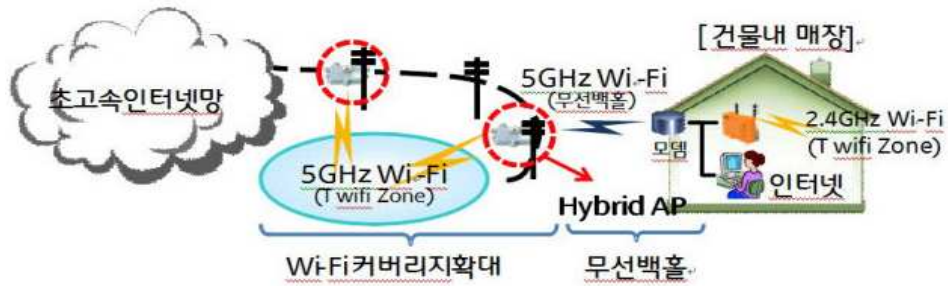 초고속인터넷망
5GHz Wi-Fi
(T wifi Zone)
5GHz Wi-Fi
(무선백홀)
Hybrid AP
[건물내 매장]
모뎀
2.4GHz Wi-Fi
(T wifi Zone)
인터넷
Wi-Fi커버리지확대
무선백홀